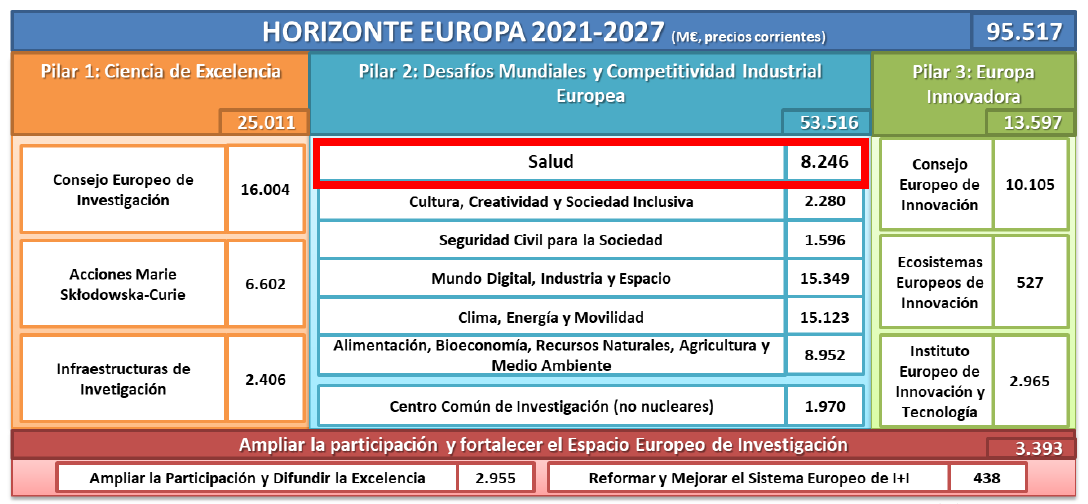 HORIZONTE EUROPA 2021-2027 (M€, precios corrientes)
95.517
Pilar 1: Ciencia de Excelencia
25.011
Consejo Europeo de
Investigación
16.004
Acciones Marie
Skłodowska-Curie
6.602
Infraestructuras de
Invetigación
2.406
Pilar 2: Desafíos Mundiales y Competitividad Industrial
Europea
53.516
Salud
8.246
Cultura, Creatividad y Sociedad Inclusiva
2.280
Seguridad Civil para la Sociedad
1.596
Mundo Digital, Industria y Espacio
15.349
Clima, Energía y Movilidad
15.123
Alimentación, Bioeconomía, Recursos Naturales, Agricultura y
Medio Ambiente
8.952
Centro Común de Investigación (no nucleares)
1.970
Pilar 3: Europa
Innovadora
13.597
Consejo
Europeo de
Innovación
10.105
Ecosistemas
Europeos de
Innovación
527
Instituto
Europeo de
Innovación y
Tecnología
2.965
Ampliar la participación y fortalecer el Espacio Europeo de Investigación
3.393
Ampliar la Participación y Difundir la Excelencia
2.955
Reformar y Mejorar el Sistema Europeo de I+I
438